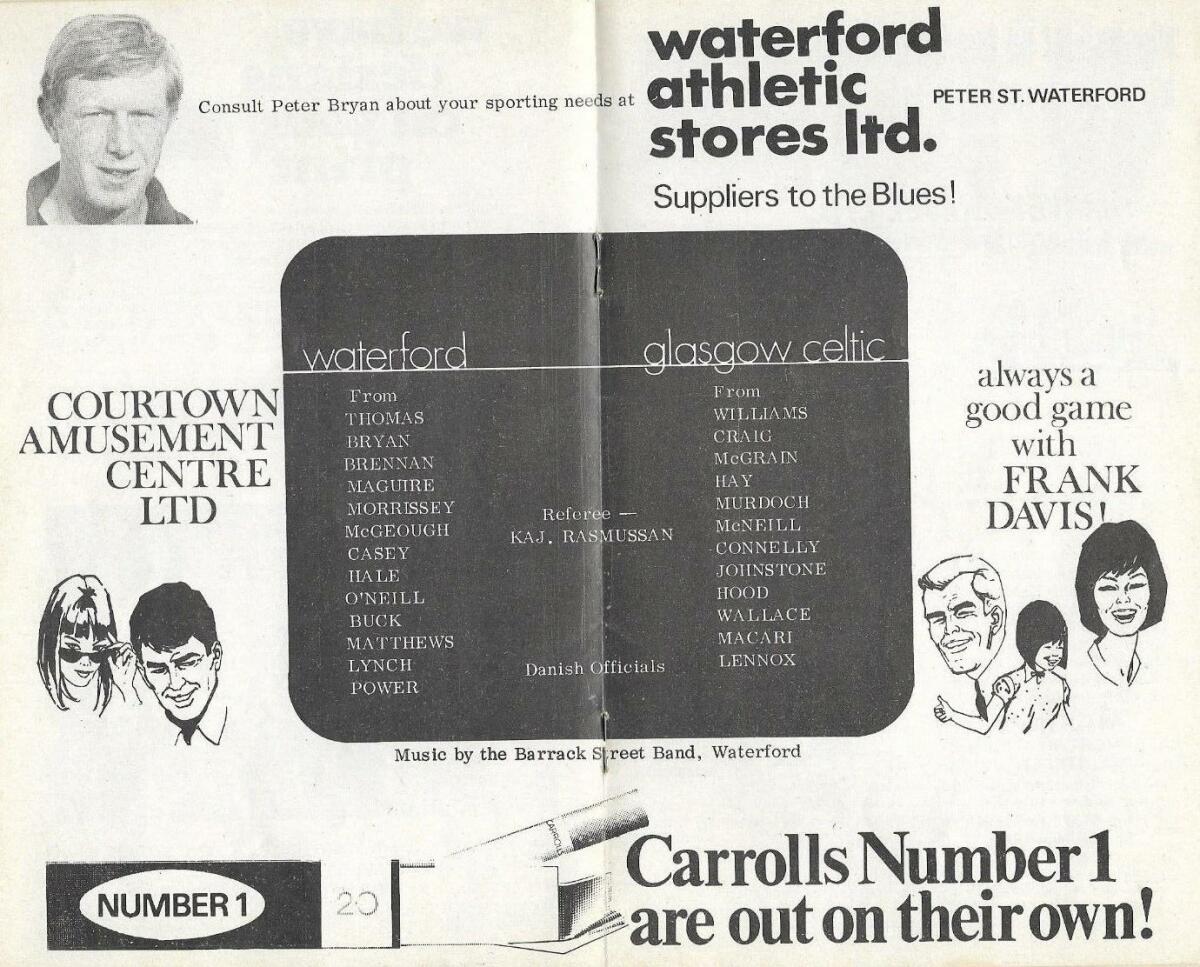 Consult Peter Bryan about your sporting needs at
waterford
athletic
stores ltd.
PETER ST. WATERFORD
Suppliers to the Blues!
COURTOWN
AMUSEMENT
CENTRE
LTD
waterford
From
THOMAS
BRYAN
BRENNAN
MAGUIRE
MORRISSEY
McGEOUGH
CASEY
HALE
O'NEILL
BUCK
MATTHEWS
LYNCH
POWER
Referee —
KAJ. RASMUSSAN
Danish Officials
glasgow celtic
From
WILLIAMS
CRAIG
McGRAIN
HAY
MURDOCH
McNEILL
CONNELLY
JOHNSTONE
HOOD
WALLACE
MACARI
LENNOX
always a
good game
with
FRANK
DAVIS!
Music by the Barrack Street Band, Waterford
NUMBER 1
20
CARROLLS
Carrolls Number 1
are out on their own!